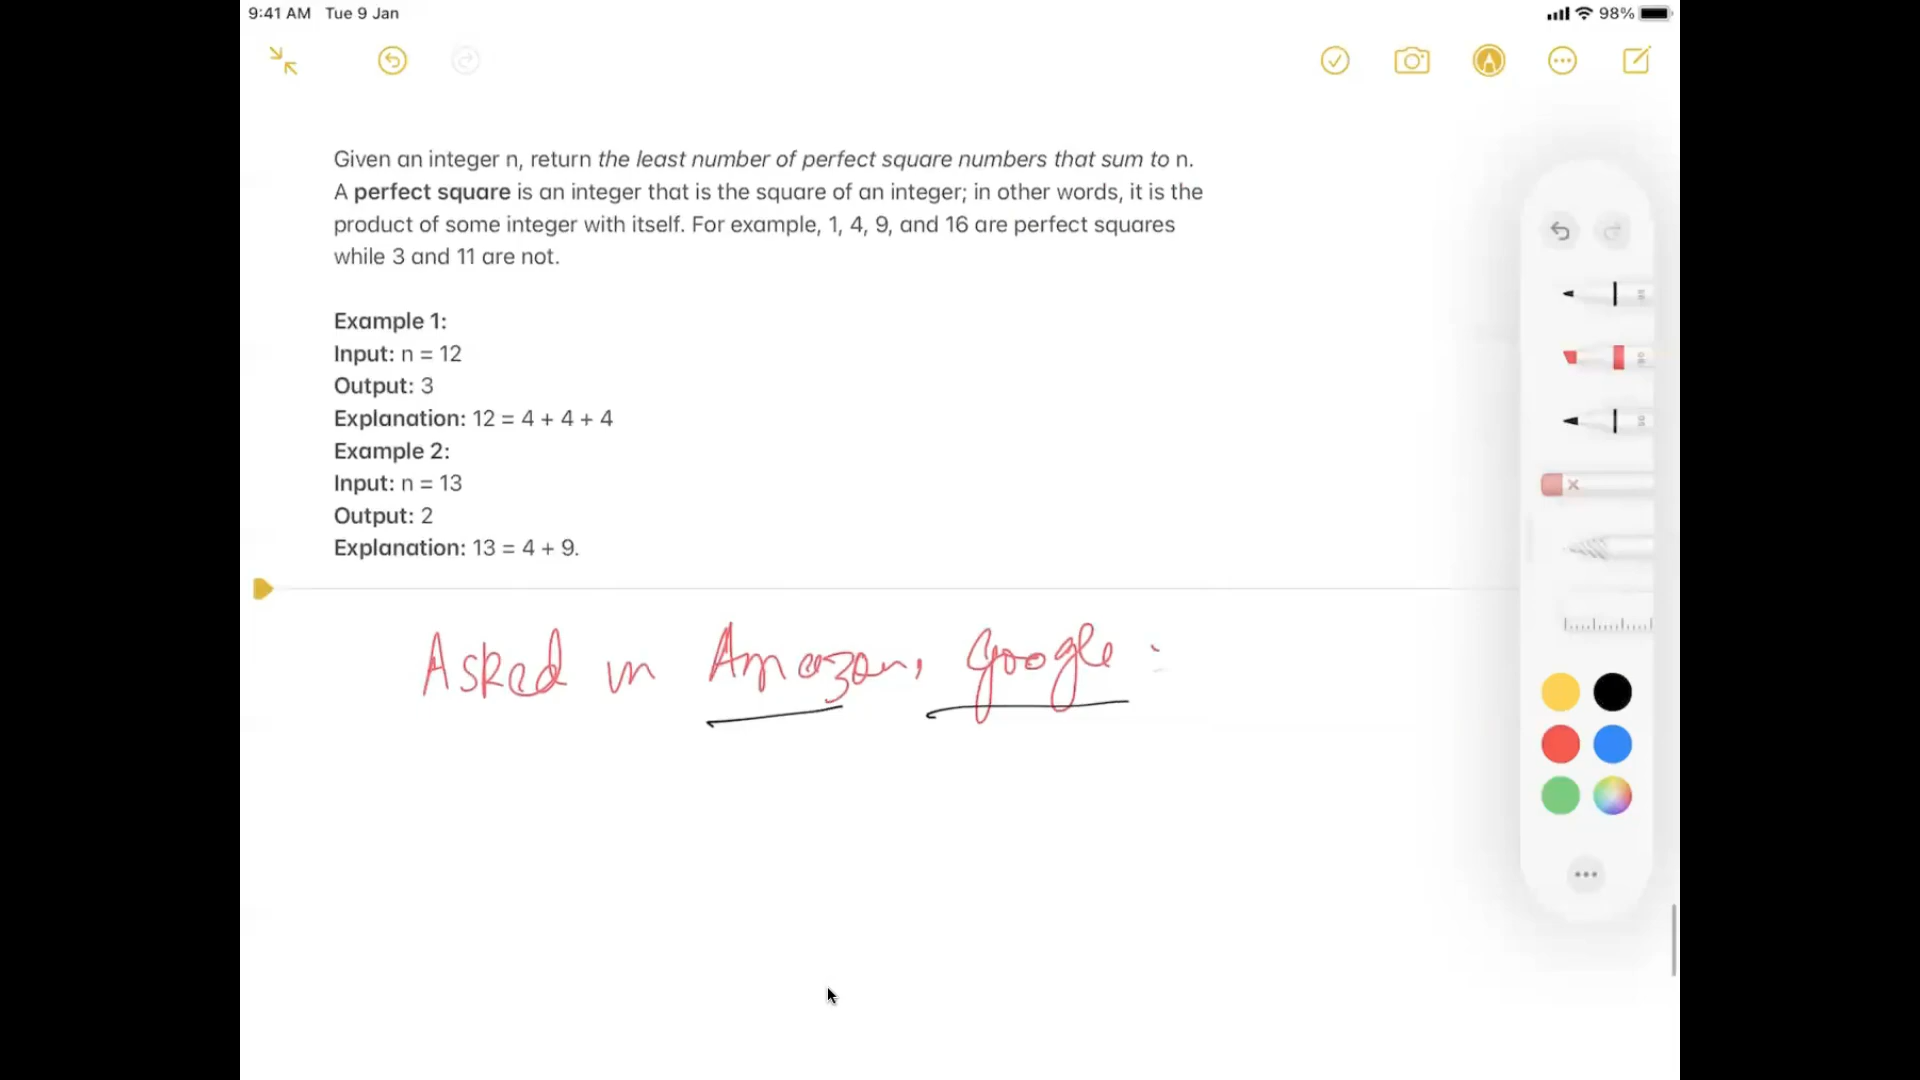 9:41 AM Tue 9 Jan 98%
Given an integer n, return the least number of perfect square numbers that sum to n.
A perfect square is an integer that is the square of an integer; in other words, it is the
product of some integer with itself. For example, 1, 4, 9, and 16 are perfect squares
while 3 and 11 are not.
Example 1:
Input: n = 12
Output: 3
Explanation: 12 = 4 + 4 + 4
Example 2:
Input: n = 13
Output: 2
Explanation: 13 = 4 + 9.
Asked in Amazon, Google :